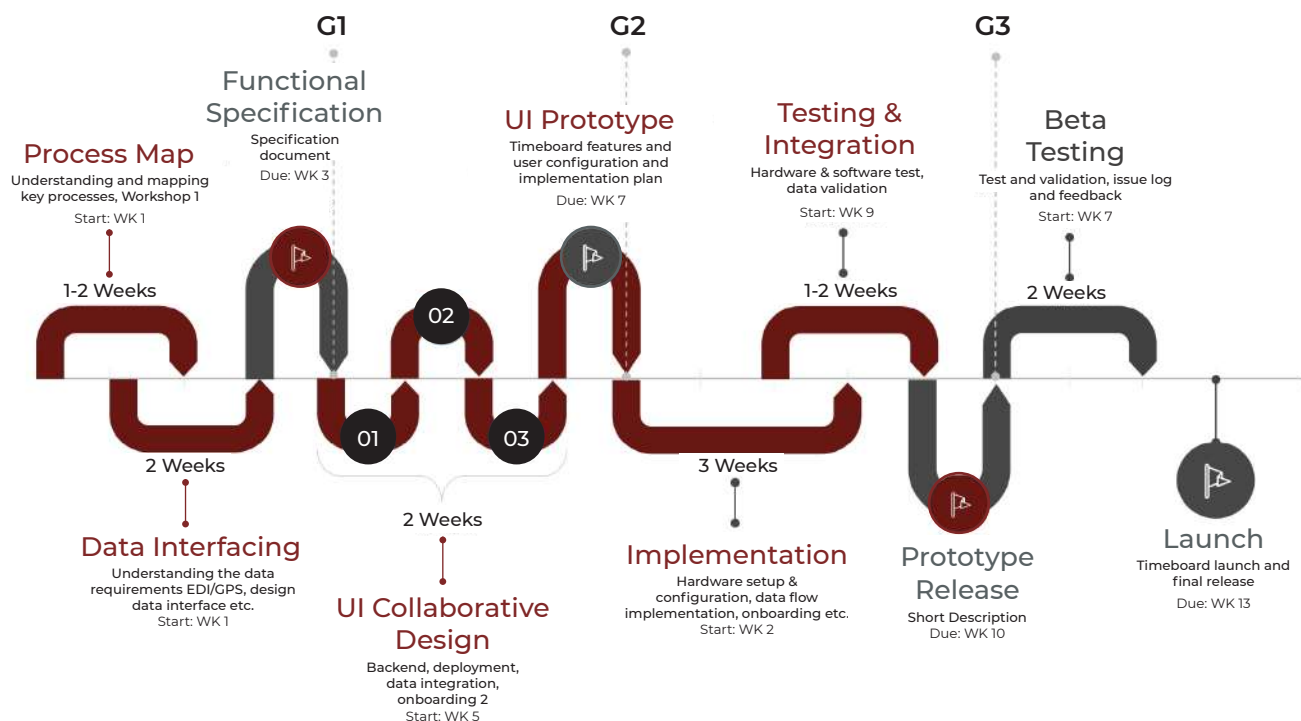 G1
G2
G3
Functional
Specification
Specification
document
Due: WK 3
Process Map
Understanding and mapping
key processes, Workshop 1
Start: WK 1
UI Prototype
Timeboard features and
user configuration and
implementation plan
Due: WK 7
Testing &
Integration
Hardware & software test,
data validation
Start: WK 9
Beta
Testing
Test and validation, issue log
and feedback
Start: WK 7
1-2 Weeks
02
1-2 Weeks
2 Weeks
01
03
2 Weeks
3 Weeks
2 Weeks
Data Interfacing
Understanding the data
requirements EDI/GPS, design
data interface etc.
Start: WK 1
UI Collaborative
Design
Backend, deployment,
data integration,
onboarding 2
Start: WK 5
Implementation
Hardware setup &
configuration, data flow
implementation, onboarding etc.
Start: WK 2
Prototype
Release
Short Description
Due: WK 10
Launch
Timeboard launch and
final release
Due: WK 13